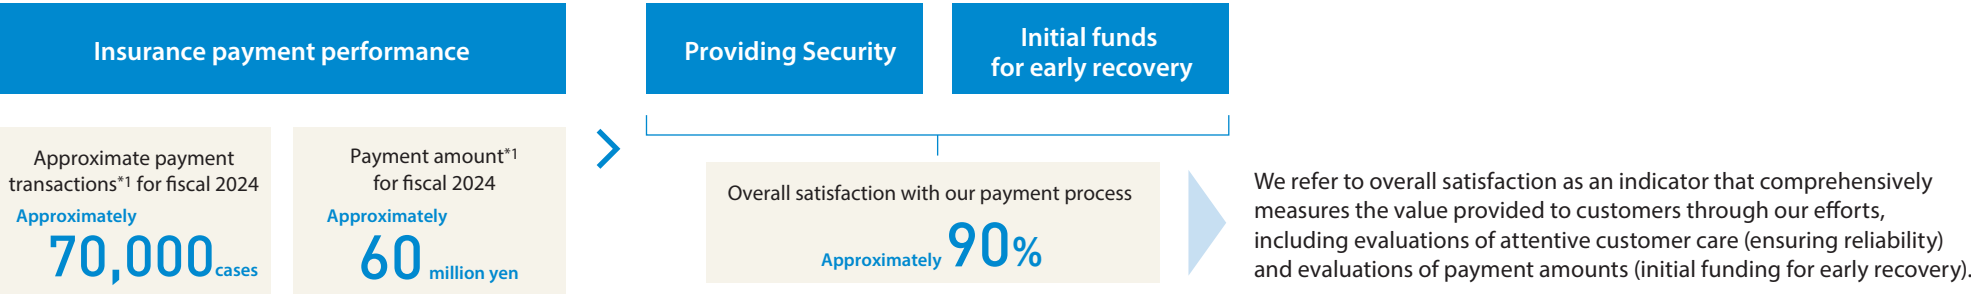 Insurance payment performance
Approximate payment
transactions*1 for fiscal 2024
Approximately
70,000 cases
Payment amount*1
for fiscal 2024
Approximately
60 million yen
Providing Security
Initial funds
for early recovery
Overall satisfaction with our payment process
Approximately 90%
We refer to overall satisfaction as an indicator that comprehensively
measures the value provided to customers through our efforts,
including evaluations of attentive customer care (ensuring reliability)
and evaluations of payment amounts (initial funding for early recovery).